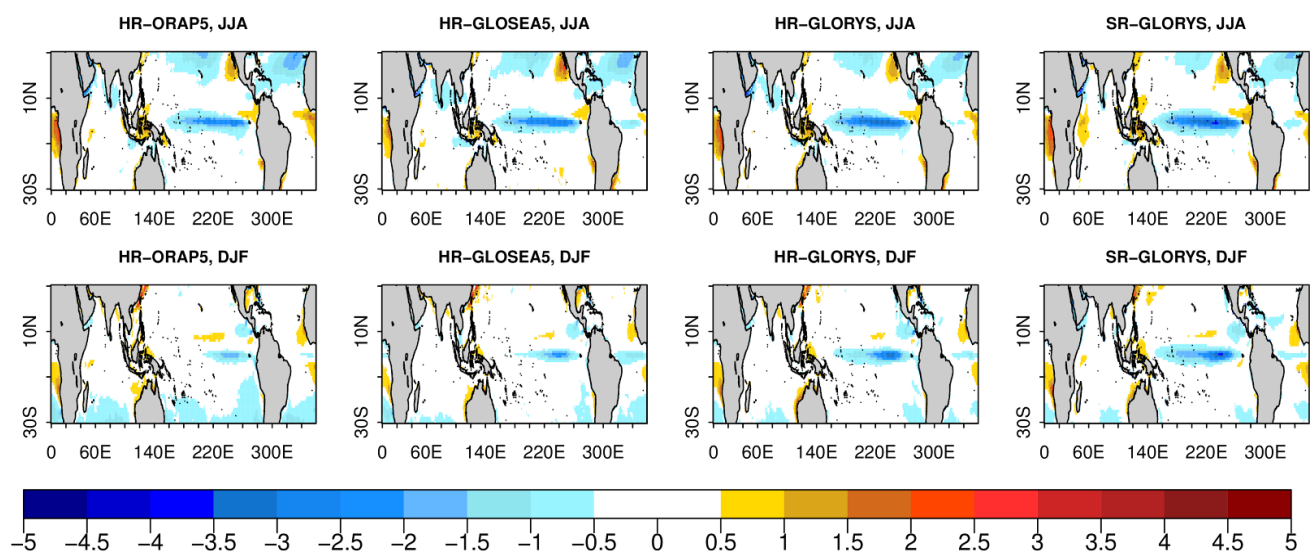 HR−ORAP5, JJA HR−GLOSEA5, JJA HR−GLORYS, JJA SR−GLORYS, JJA
10N 10N 10N 10N
30S 30S 30S 30S
0 60E 140E 220E 300E 0 60E 140E 220E 300E 0 60E 140E 220E 300E 0 60E 140E 220E 300E
HR−ORAP5, DJF HR−GLOSEA5, DJF HR−GLORYS, DJF SR−GLORYS, DJF
10N 10N 10N 10N
30S 30S 30S 30S
0 60E 140E 220E 300E 0 60E 140E 220E 300E 0 60E 140E 220E 300E 0 60E 140E 220E 300E
−5 −4.5 −4 −3.5 −3 −2.5 −2 −1.5 −1 −0.5 0 0.5 1 1.5 2 2.5 3 3.5 4 4.5 5